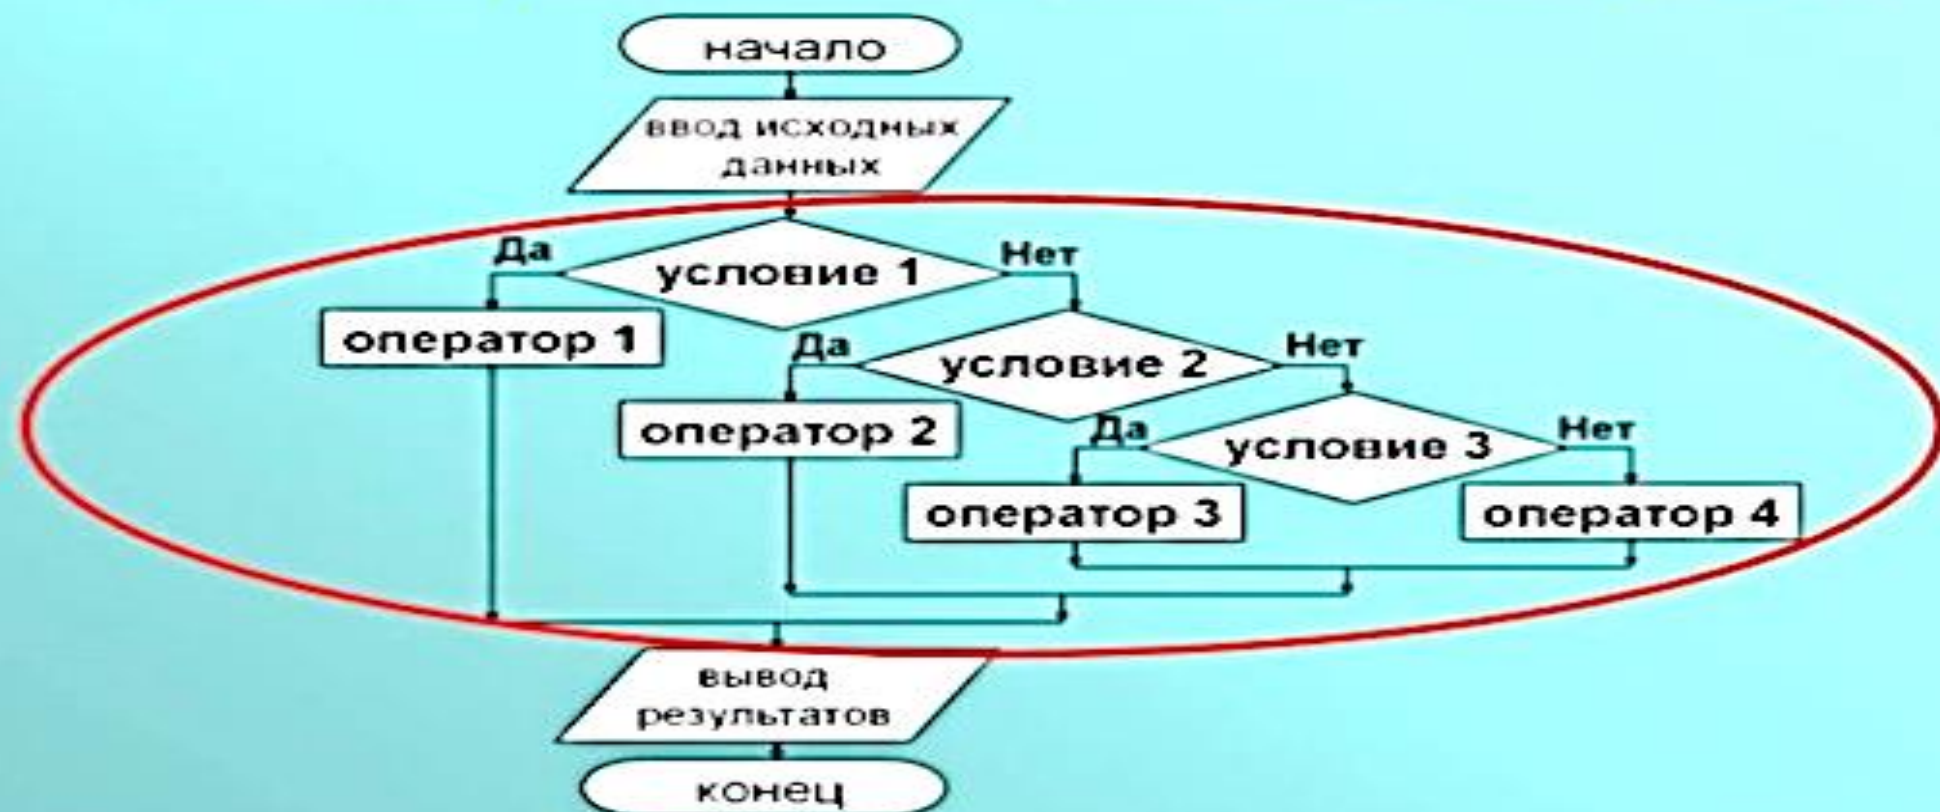 начало
ввод исходных
данных
Да
Нет
условие 1
оператор 1
Да
Нет
условие 2
оператор 2
Да
Нет
условие 3
оператор 3
оператор 4
вывод
результатов
конец